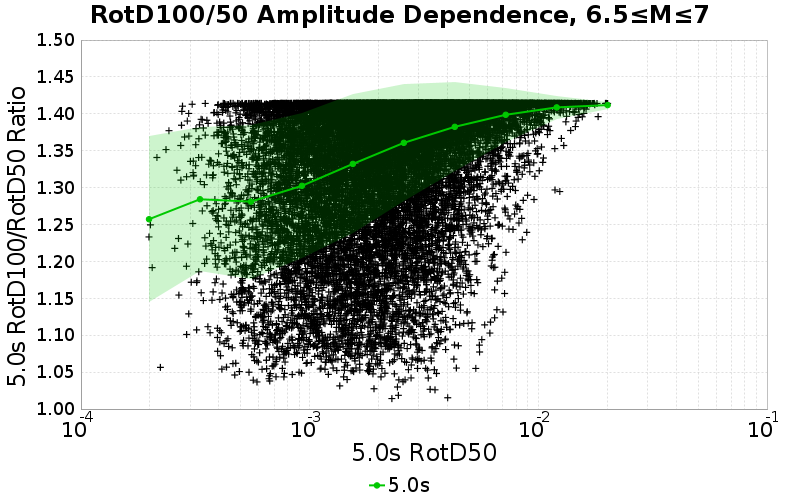 RotD100/50 Amplitude Dependence, 6.5≤M≤7
5.0s RotD100/RotD50 Ratio
1.50
1.45
1.40
1.35
1.30
1.25
1.20
1.15
1.10
1.05
1.00
10^-4 10^-3 10^-2 10^-1
5.0s RotD50
5.0s